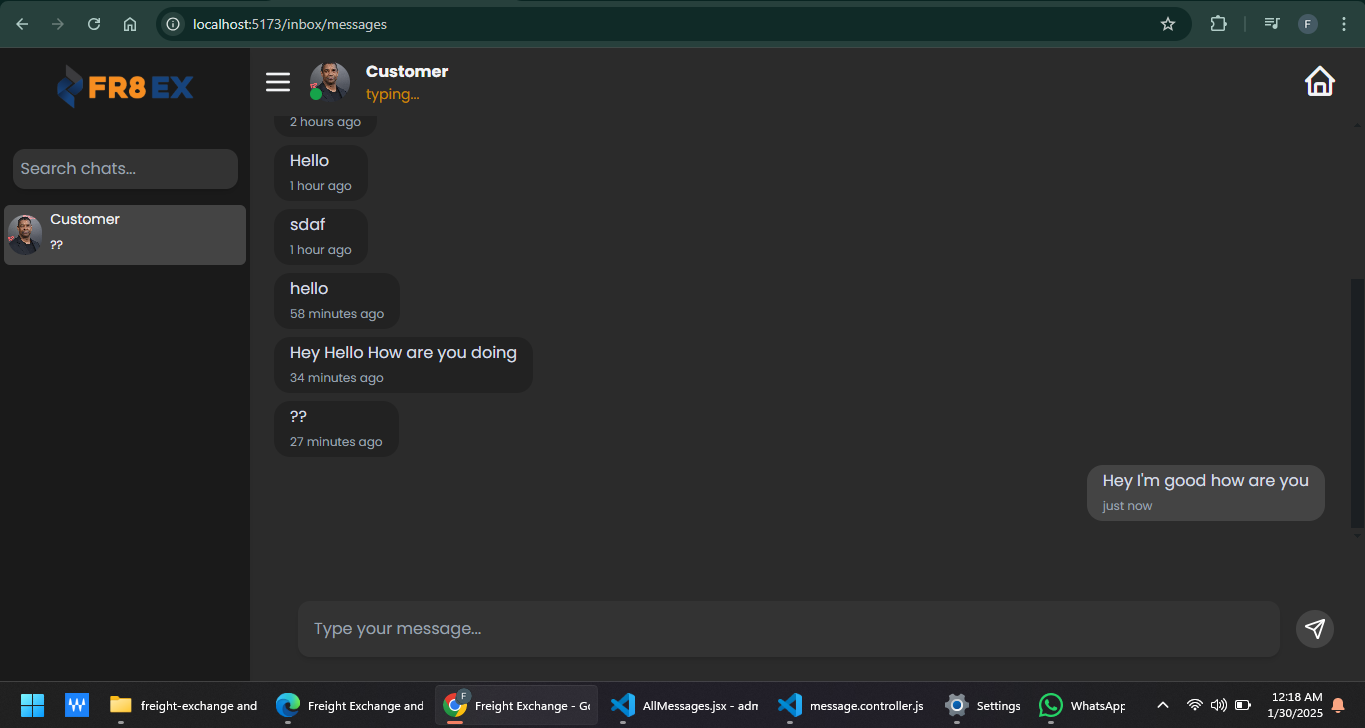 localhost:5173/inbox/messages
F
FR8 EX
Search chats...
Customer
??
Customer
typing...
2 hours ago
Hello
1 hour ago
sdaf
1 hour ago
hello
58 minutes ago
Hey Hello How are you doing
34 minutes ago
??
27 minutes ago
Hey I'm good how are you
just now
Type your message...
freight-exchange and
Freight Exchange and
F
Freight Exchange - Go
AllMessages.jsx - adm
message.controller.js
Settings
WhatsApp
12:18 AM
1/30/2025